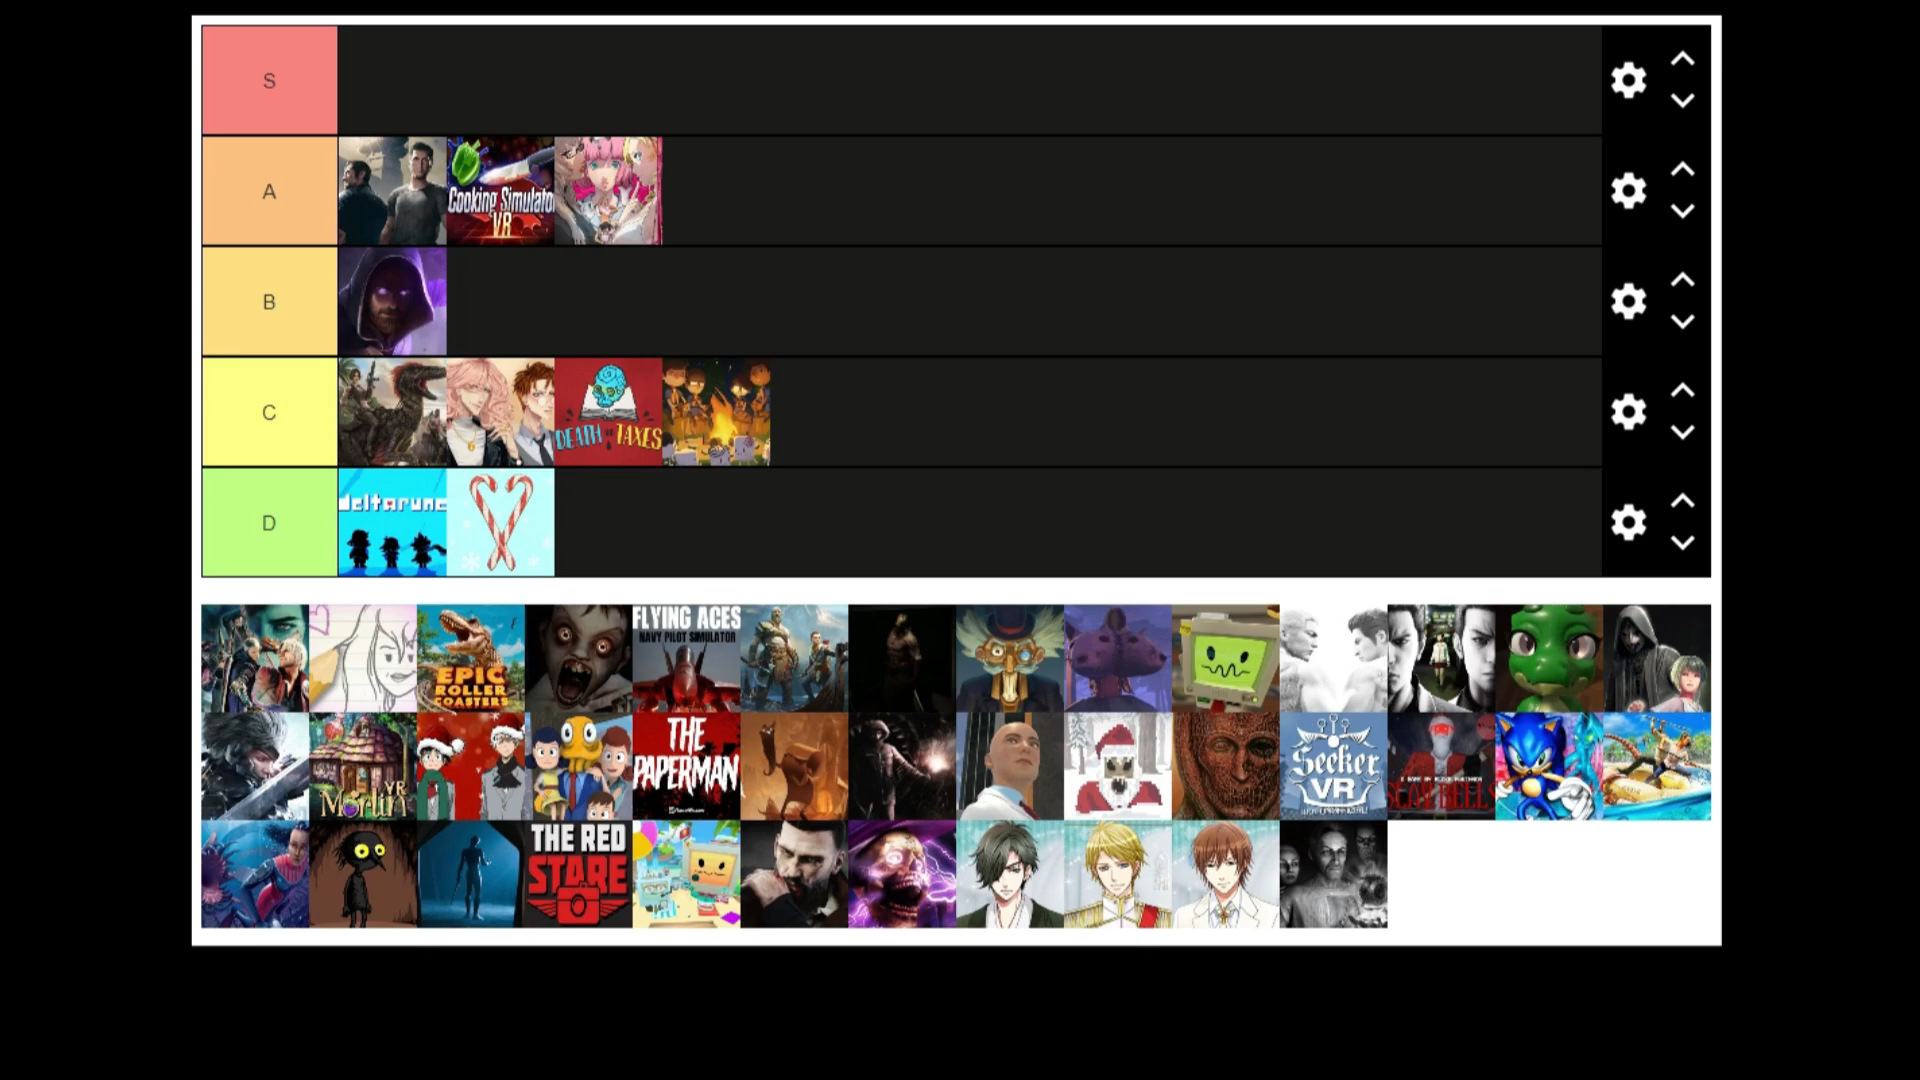 S
A
Cooking Simulator
VR
B
C
DEATH AND TAXES
D
deltarune
EPIC
ROLLER
COASTERS
FLYING ACES
NAVY PILOT SIMULATOR
Merlin VR
THE
PAPERMAN
Seeker
VR
THE RED
STARE